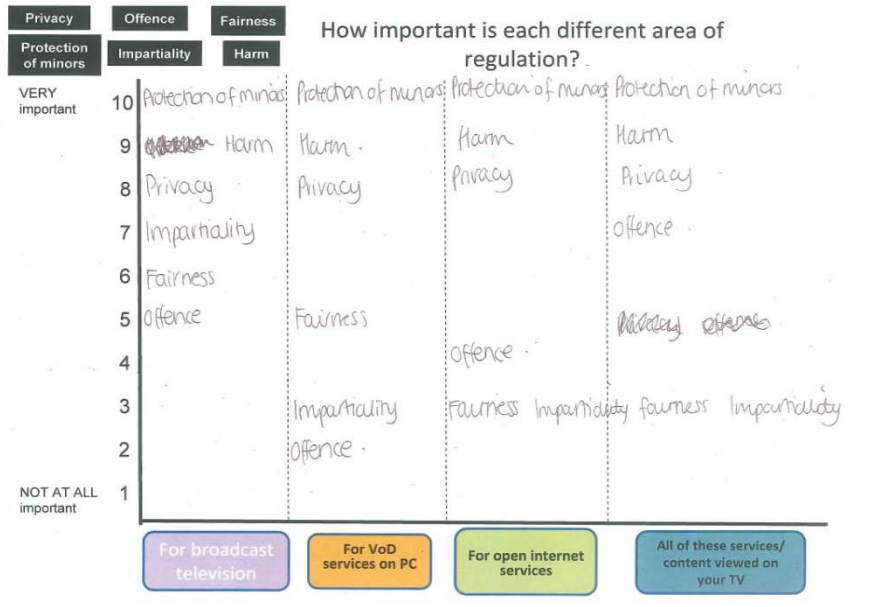 Privacy Offence Fairness
Protection of minors Impartiality Harm
How important is each different area of
regulation?
VERY important
10 Protection of minors Protection of minors Protection of minors Protection of minors
9 Harm Harm. Harm Harm
8 Privacy Privacy Privacy Privacy
7 Impartiality offence.
6 Fairness
5 offence Fairness
4 offence.
3 Impartiality Fairness Impartiality fairness Impartiality
2 offence.
NOT AT ALL important
1
For broadcast television
For VoD services on PC
For open internet services
All of these services/ content viewed on your TV